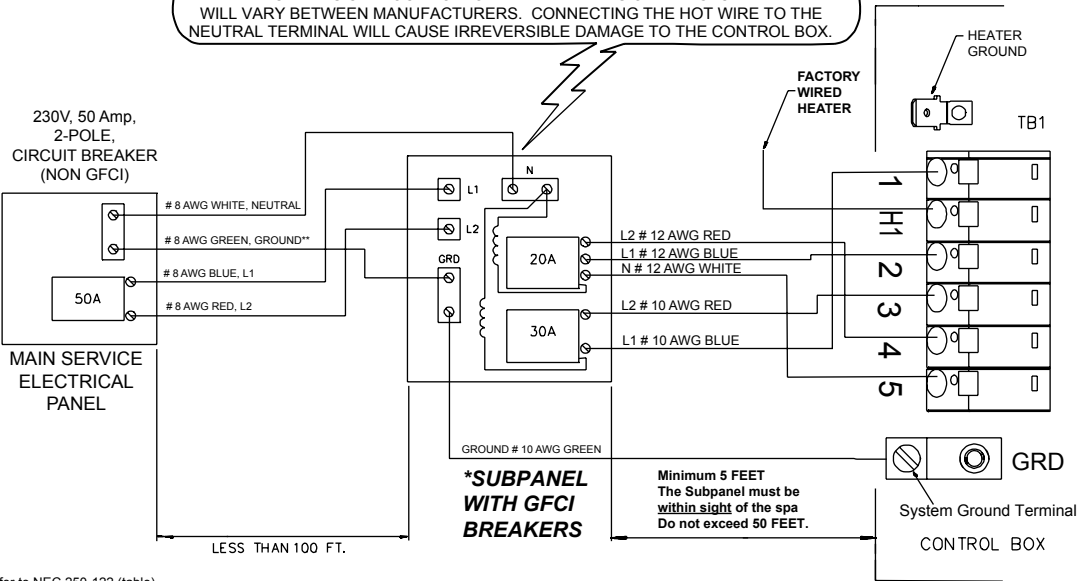 WILL VARY BETWEEN MANUFACTURERS. CONNECTING THE HOT WIRE TO THE
NEUTRAL TERMINAL WILL CAUSE IRREVERSIBLE DAMAGE TO THE CONTROL BOX.
HEATER
GROUND
FACTORY
WIRED
HEATER
TB1
230V, 50 Amp,
2-POLE,
CIRCUIT BREAKER
(NON GFCI)
# 8 AWG WHITE, NEUTRAL
# 8 AWG GREEN, GROUND**
# 8 AWG BLUE, L1
# 8 AWG RED, L2
50A
MAIN SERVICE
ELECTRICAL
PANEL
N
L1
L2
GRD
20A
30A
L2 # 12 AWG RED
L1 # 12 AWG BLUE
N # 12 AWG WHITE
L2 # 10 AWG RED
L1 # 10 AWG BLUE
1
H1
2
3
4
5
GROUND # 10 AWG GREEN
*SUBPANEL
WITH GFCI
BREAKERS
Minimum 5 FEET
The Subpanel must be
within sight of the spa
Do not exceed 50 FEET.
GRD
System Ground Terminal
CONTROL BOX
LESS THAN 100 FT.